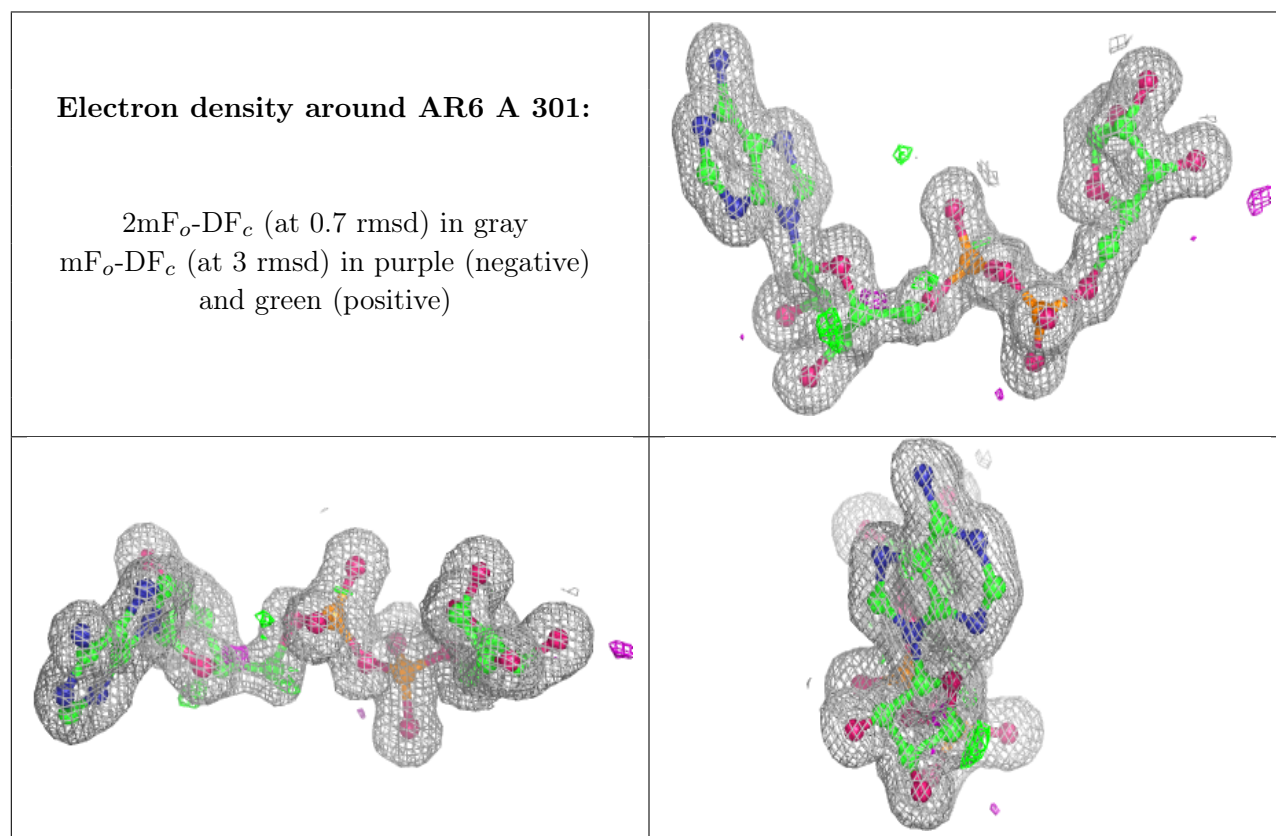 Electron density around AR6 A 301:
2mFo-DFc (at 0.7 rmsd) in gray
mFo-DFc (at 3 rmsd) in purple (negative)
and green (positive)